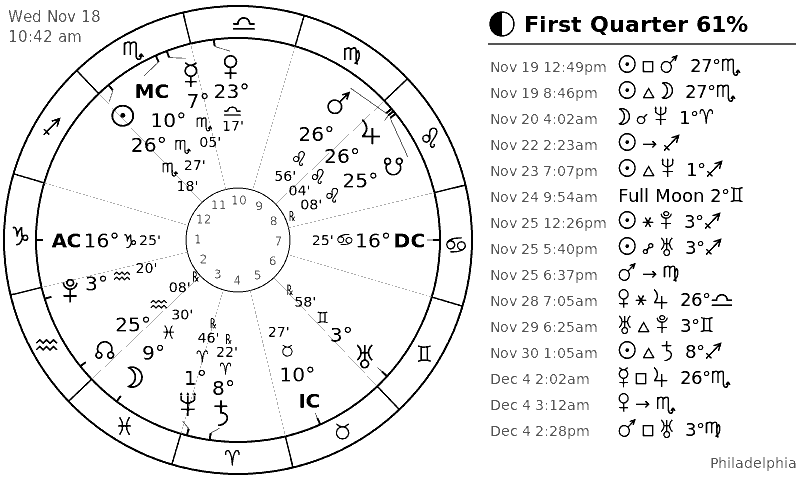 Wed Nov 18
10:42 am
◐ First Quarter 61%
Nov 19 12:49pm ☉ □ ♂ 27°♏
Nov 19 8:46pm ☉ △ ☽ 27°♏
Nov 20 4:02am ☽ ☌ ♆ 1°♈
Nov 22 2:23am ☉ → ♐
Nov 23 7:07pm ☉ △ ♆ 1°♐
Nov 24 9:54am Full Moon 2°♊
Nov 25 12:26pm ☉ ⚹ ♇ 3°♐
Nov 25 5:40pm ☉ ☍ ♅ 3°♐
Nov 25 6:37pm ♂ → ♍
Nov 28 7:05am ♀ ⚹ ♃ 26°♎
Nov 29 6:25am ♅ △ ♇ 3°♊
Nov 30 1:05am ☉ △ ♄ 8°♐
Dec 4 2:02am ☿ □ ♃ 26°♏
Dec 4 3:12am ♀ → ♏
Dec 4 2:28pm ♂ □ ♅ 3°♍
Philadelphia
♎
♏
♍
♐
♌
♑
♋
♒
♊
♓
♉
♈
☿ 7° ♏ 05'
♀ 23° ♎ 17'
MC 10° ♏ 27'
☉ 26° ♏ 18'
♂ 26° ♌ 56'
♃ 26° ♌ 04'
☋ 25° ♌ 08' ℞
AC 16° ♑ 25'
25' ♋ 16° DC
♇ 3° ♒ 20'
☊ 25° ♒ 08' ℞
☽ 9° ♓ 30'
♆ 1° ♈ 46' ℞
♄ 8° ♈ 22' ℞
IC 10° ♉ 27'
♅ 3° ♊ 58' ℞
1
2
3
4
5
6
7
8
9
10
11
12